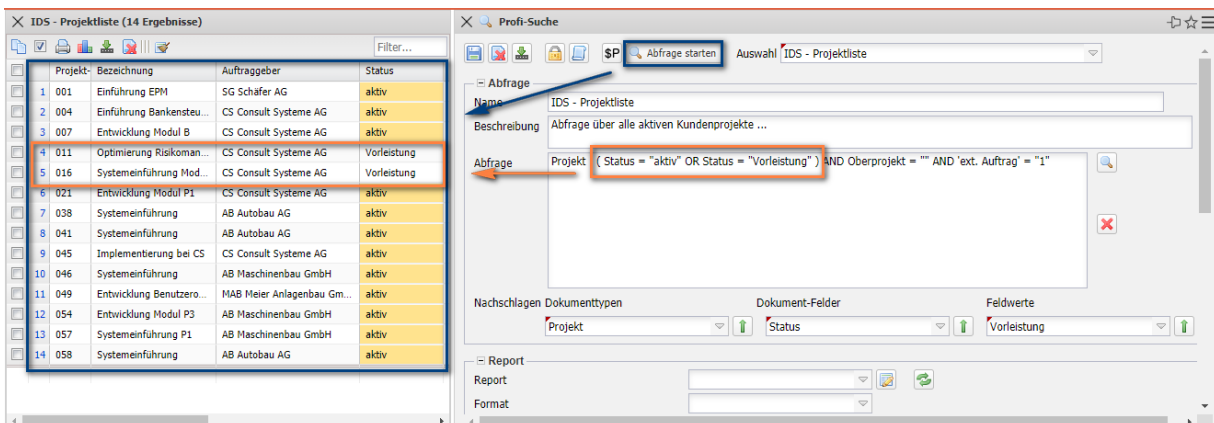 IDS - Projektliste (14 Ergebnisse)
Filter...
Projekt- Bezeichnung Auftraggeber Status
1 001 Einführung EPM SG Schäfer AG aktiv
2 004 Einführung Bankensteu... CS Consult Systeme AG aktiv
3 007 Entwicklung Modul B CS Consult Systeme AG aktiv
4 011 Optimierung Risikoman... CS Consult Systeme AG Vorleistung
5 016 Systemeinführung Mod... CS Consult Systeme AG Vorleistung
6 021 Entwicklung Modul P1 CS Consult Systeme AG aktiv
7 038 Systemeinführung AB Autobau AG aktiv
8 041 Systemeinführung AB Autobau AG aktiv
9 045 Implementierung bei CS CS Consult Systeme AG aktiv
10 046 Systemeinführung AB Maschinenbau GmbH aktiv
11 049 Entwicklung Benutzero... MAB Meier Anlagenbau Gm... aktiv
12 054 Entwicklung Modul P3 AB Maschinenbau GmbH aktiv
13 057 Systemeinführung P1 AB Maschinenbau GmbH aktiv
14 058 Systemeinführung AB Autobau AG aktiv
Profi-Suche
$P Abfrage starten Auswahl IDS - Projektliste
Abfrage
Name IDS - Projektliste
Beschreibung Abfrage über alle aktiven Kundenprojekte ...
Abfrage Projekt ( Status = "aktiv" OR Status = "Vorleistung" ) AND Oberprojekt = "" AND 'ext. Auftrag' = "1"
Nachschlagen Dokumenttypen Dokument-Felder Feldwerte
Projekt Status Vorleistung
Report
Report
Format